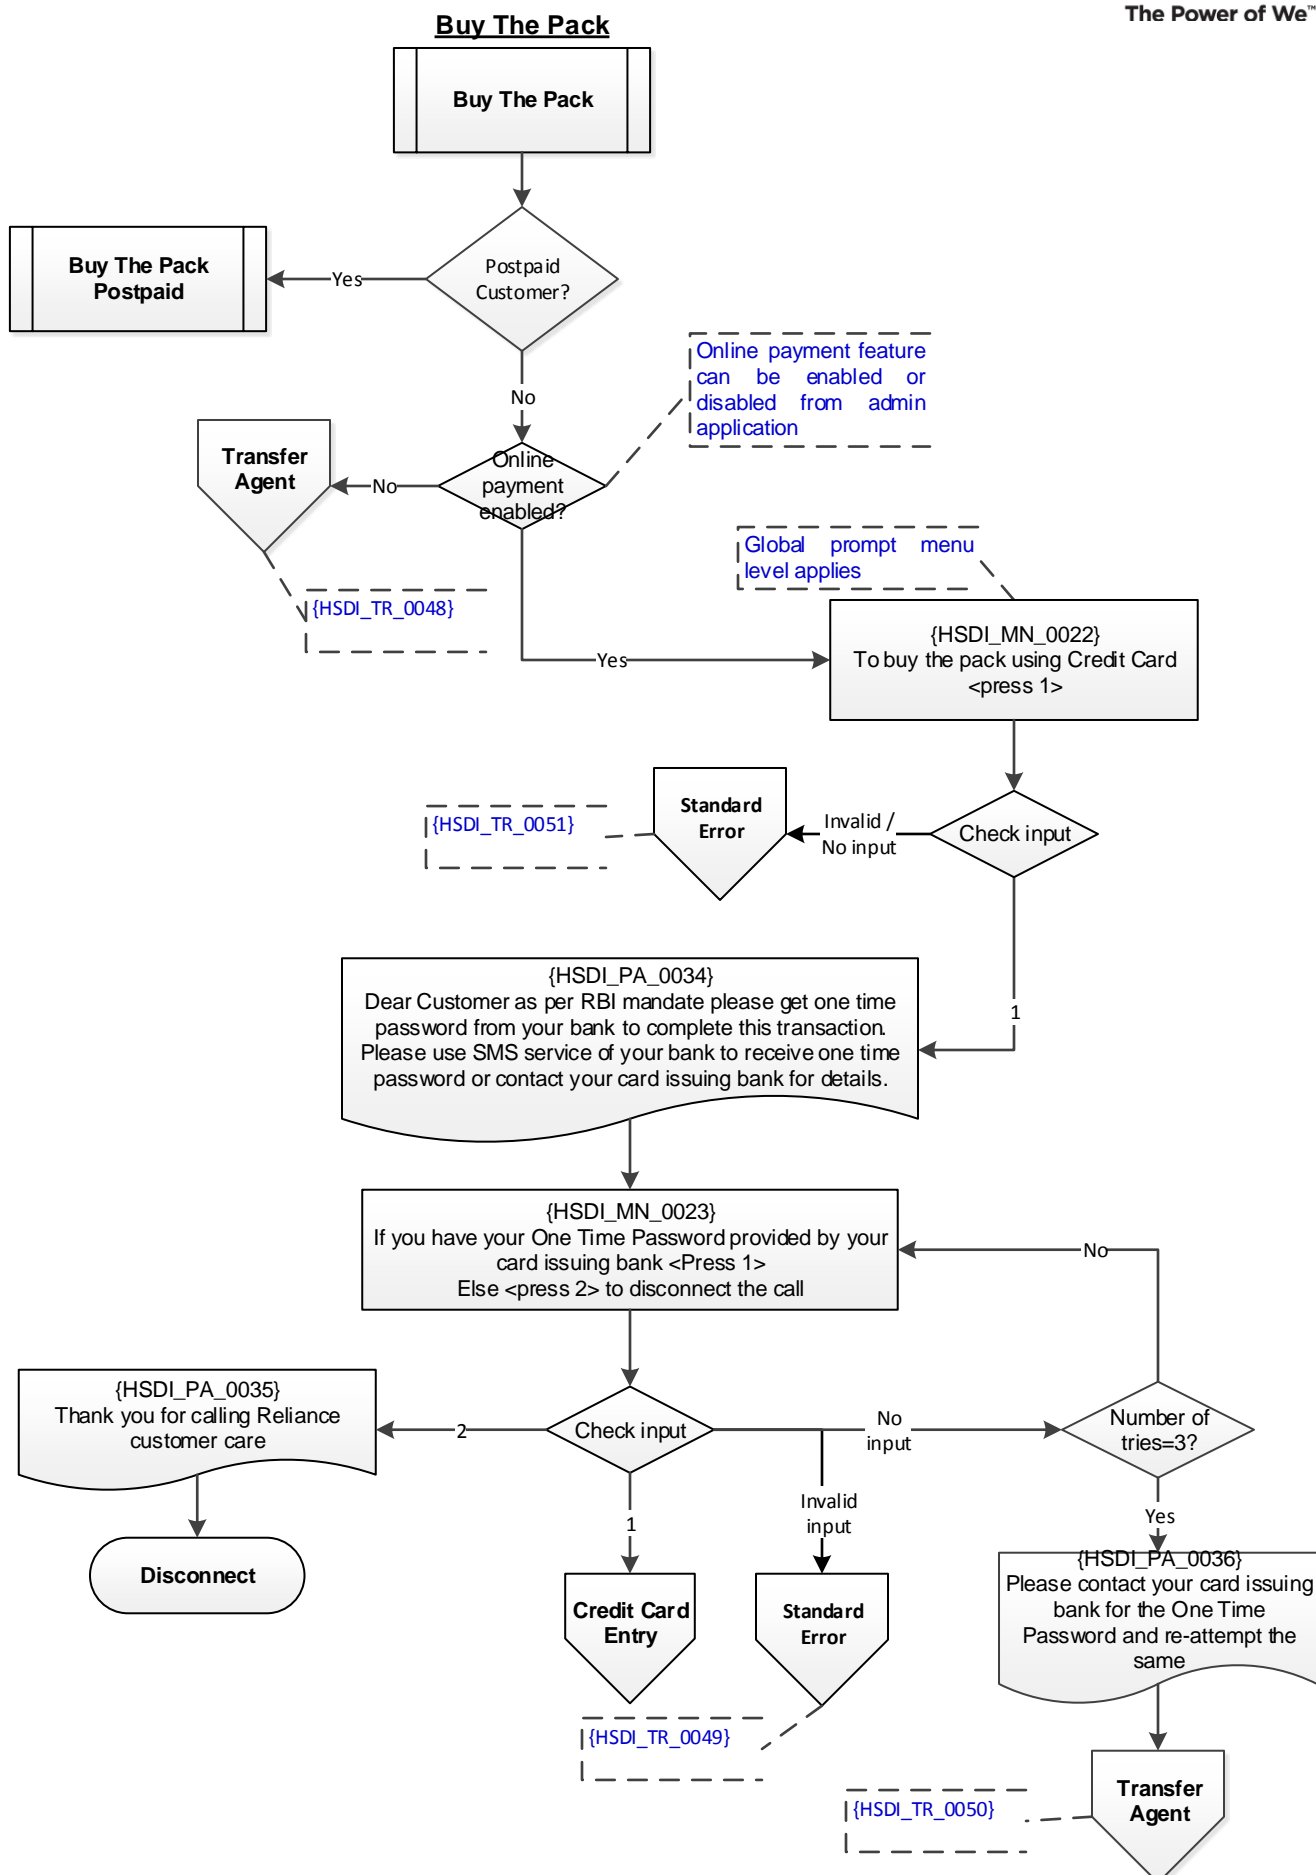 The Power of We™
Buy The Pack
Buy The Pack
Postpaid
Customer?
Yes
Buy The Pack
Postpaid
No
Online payment feature
can be enabled or
disabled from admin
application
Online
payment
enabled?
No
Transfer
Agent
{HSDI_TR_0048}
Global prompt menu
level applies
Yes
{HSDI_MN_0022}
To buy the pack using Credit Card
<press 1>
Check input
Invalid /
No input
Standard
Error
{HSDI_TR_0051}
1
{HSDI_PA_0034}
Dear Customer as per RBI mandate please get one time
password from your bank to complete this transaction.
Please use SMS service of your bank to receive one time
password or contact your card issuing bank for details.
{HSDI_MN_0023}
If you have your One Time Password provided by your
card issuing bank <Press 1>
Else <press 2> to disconnect the call
No
{HSDI_PA_0035}
Thank you for calling Reliance
customer care
2
Check input
No
input
Number of
tries=3?
Disconnect
1
Invalid
input
Yes
Credit Card
Entry
Standard
Error
{HSDI_PA_0036}
Please contact your card issuing
bank for the One Time
Password and re-attempt the
same
{HSDI_TR_0049}
Transfer
Agent
{HSDI_TR_0050}